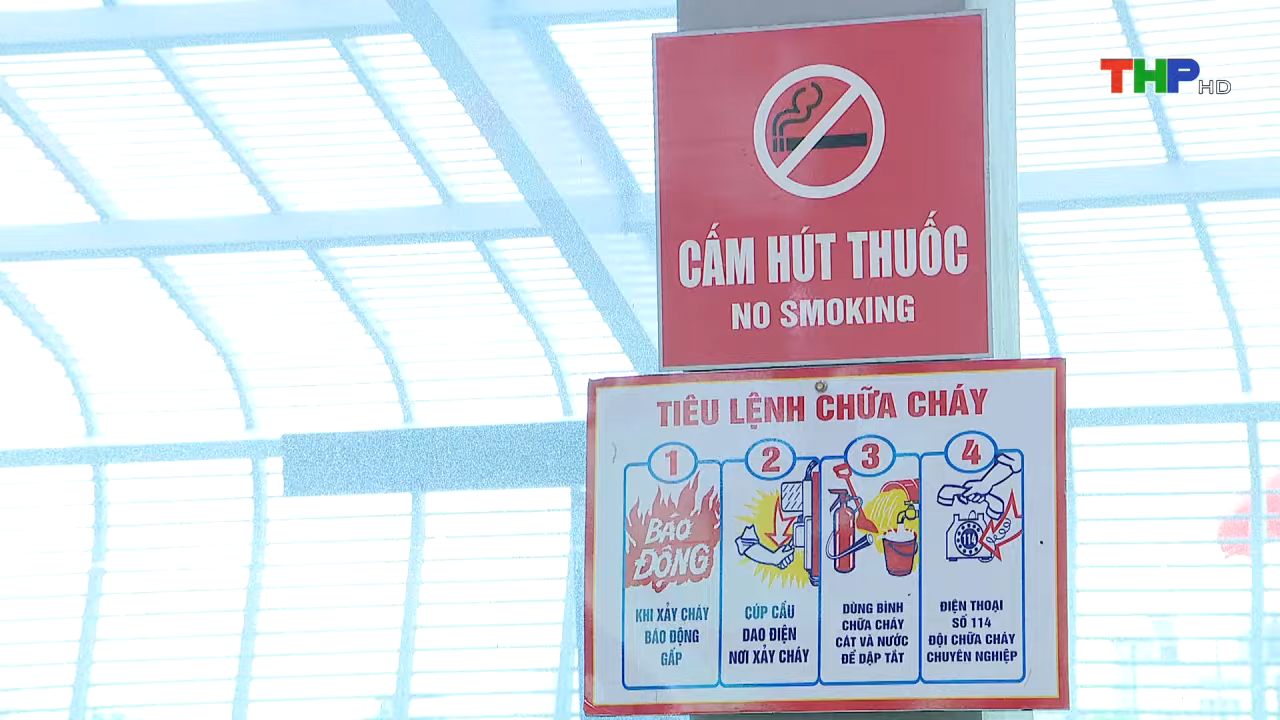 THP HD
CẤM HÚT THUỐC
NO SMOKING
TIÊU LỆNH CHỮA CHÁY
1
BÁO
ĐỘNG
KHI XẢY CHÁY
BÁO ĐỘNG
GẤP
2
CÚP CẦU
DAO ĐIỆN
NƠI XẢY CHÁY
3
DÙNG BÌNH
CHỮA CHÁY
CÁT VÀ NƯỚC
ĐỂ DẬP TẮT
4
114
ĐIỆN THOẠI
SỐ 114
ĐỘI CHỮA CHÁY
CHUYÊN NGHIỆP